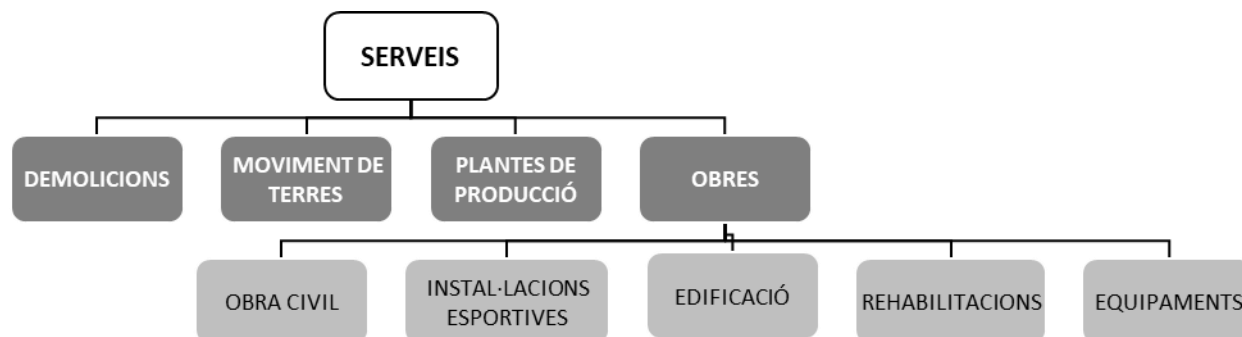 SERVEIS
DEMOLICIONS
MOVIMENT DE
TERRES
PLANTES DE
PRODUCCIÓ
OBRES
OBRA CIVIL
INSTAL·LACIONS
ESPORTIVES
EDIFICACIÓ
REHABILITACIONS
EQUIPAMENTS